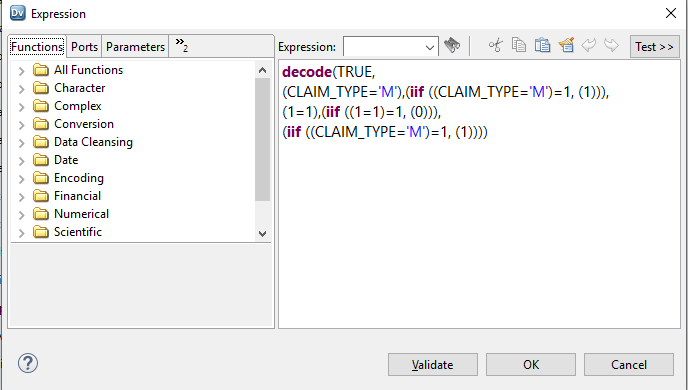 Dv Expression
Functions Ports Parameters »2
Expression:
Test >>
All Functions
Character
Complex
Conversion
Data Cleansing
Date
Encoding
Financial
Numerical
Scientific
decode(TRUE,
(CLAIM_TYPE='M'),(iif ((CLAIM_TYPE='M')=1, (1))),
(1=1),(iif ((1=1)=1, (0))),
(iif ((CLAIM_TYPE='M')=1, (1))))
? Validate OK Cancel